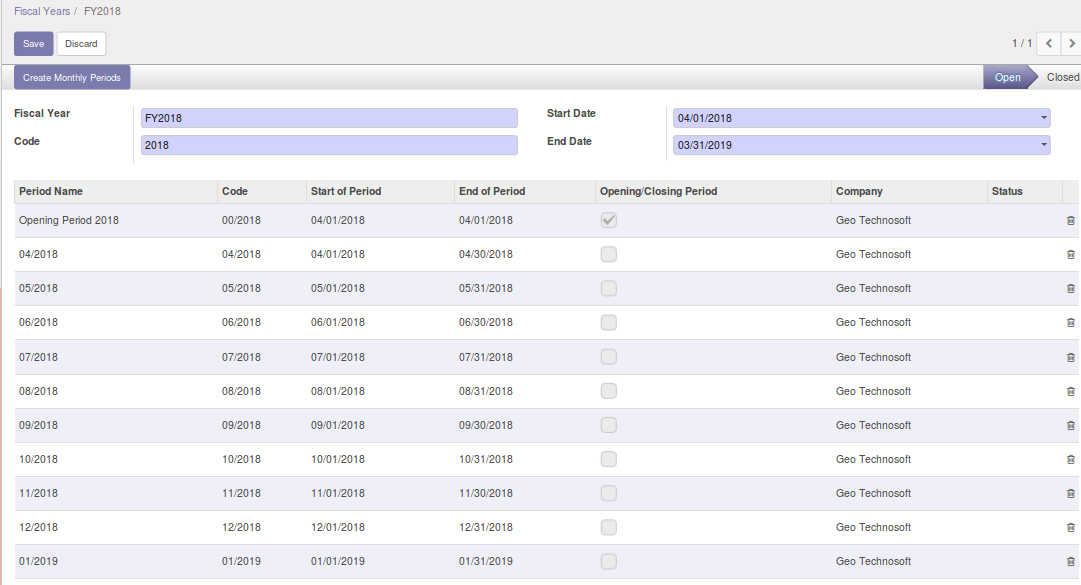 Fiscal Years / FY2018
Save Discard 1 / 1
Create Monthly Periods Open Closed
Fiscal Year FY2018 Start Date 04/01/2018
Code 2018 End Date 03/31/2019
Period Name Code Start of Period End of Period Opening/Closing Period Company Status
Opening Period 2018 00/2018 04/01/2018 04/01/2018 Geo Technosoft
04/2018 04/2018 04/01/2018 04/30/2018 Geo Technosoft
05/2018 05/2018 05/01/2018 05/31/2018 Geo Technosoft
06/2018 06/2018 06/01/2018 06/30/2018 Geo Technosoft
07/2018 07/2018 07/01/2018 07/31/2018 Geo Technosoft
08/2018 08/2018 08/01/2018 08/31/2018 Geo Technosoft
09/2018 09/2018 09/01/2018 09/30/2018 Geo Technosoft
10/2018 10/2018 10/01/2018 10/31/2018 Geo Technosoft
11/2018 11/2018 11/01/2018 11/30/2018 Geo Technosoft
12/2018 12/2018 12/01/2018 12/31/2018 Geo Technosoft
01/2019 01/2019 01/01/2019 01/31/2019 Geo Technosoft